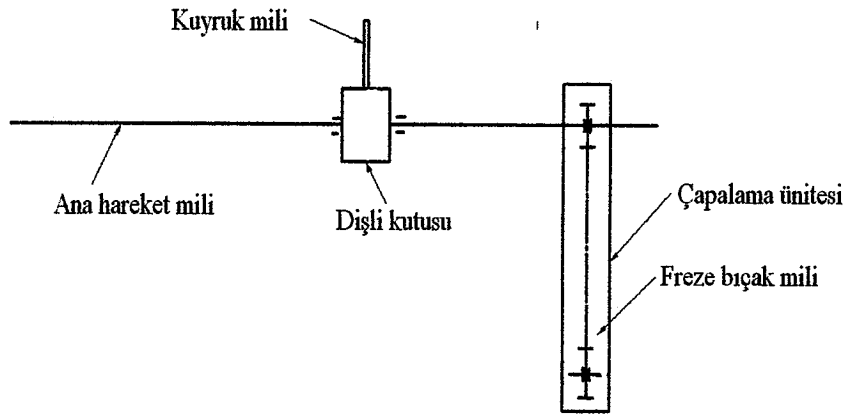 Kuyruk mili
Ana hareket mili
Dişli kutusu
Çapalama ünitesi
Freze bıçak mili